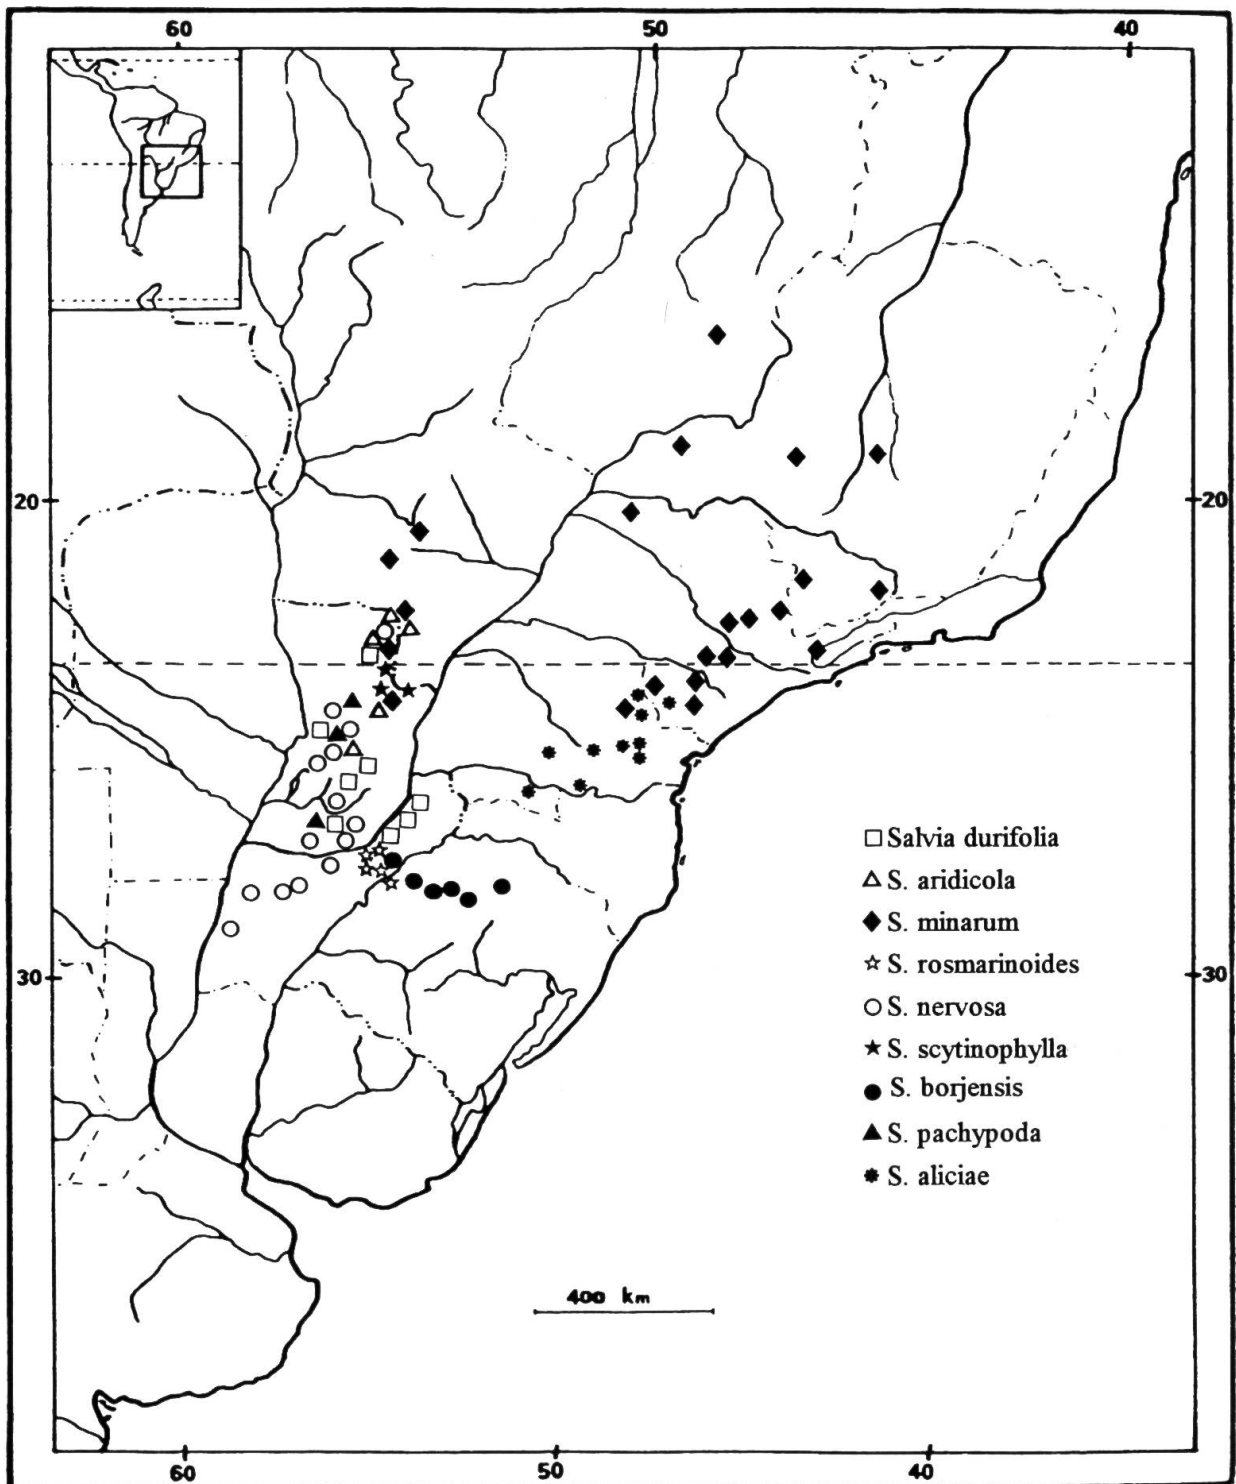 60 50 40
20 20
Salvia durifolia
S. aridicola
S. minarum
S. rosmarinoides
30 S. nervosa 30
S. scytinophylla
S. borjensis
S. pachypoda
S. aliciae
400 km
60 50 40